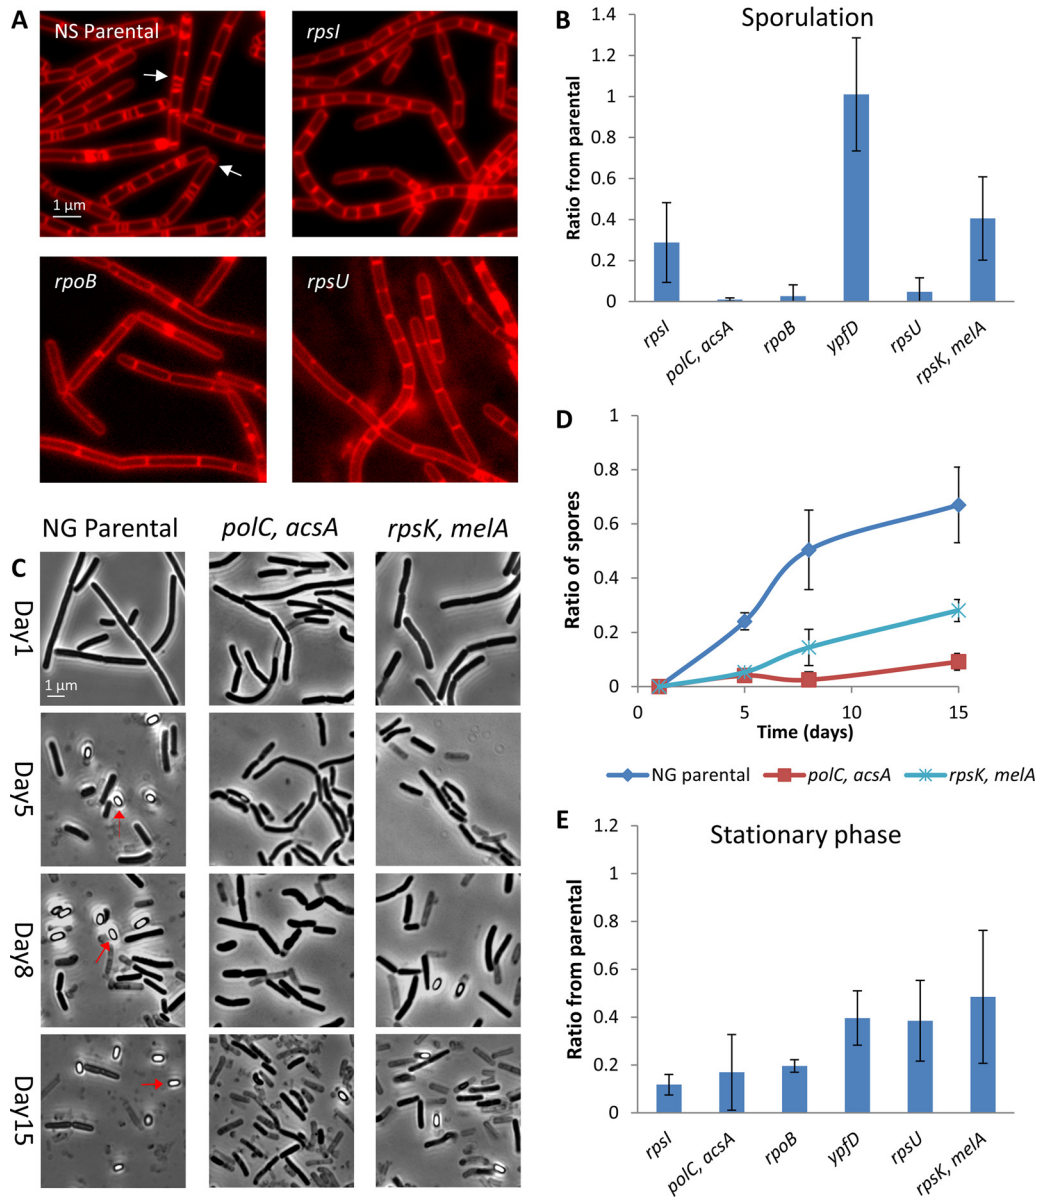 A
NS Parental
1 µm
rpsI
rpoB
rpsU
B
Sporulation
Ratio from parental
1.4
1.2
1
0.8
0.6
0.4
0.2
0
rpsI
polC, acsA
rpoB
ypfD
rpsU
rpsK, melA
C
NG Parental
polC, acsA
rpsK, melA
Day1
1 µm
Day5
Day8
Day15
D
Ratio of spores
1
0.8
0.6
0.4
0.2
0
0
5
10
15
Time (days)
NG parental
polC, acsA
rpsK, melA
E
Stationary phase
Ratio from parental
1.2
1
0.8
0.6
0.4
0.2
0
rpsI
polC, acsA
rpoB
ypfD
rpsU
rpsK, melA